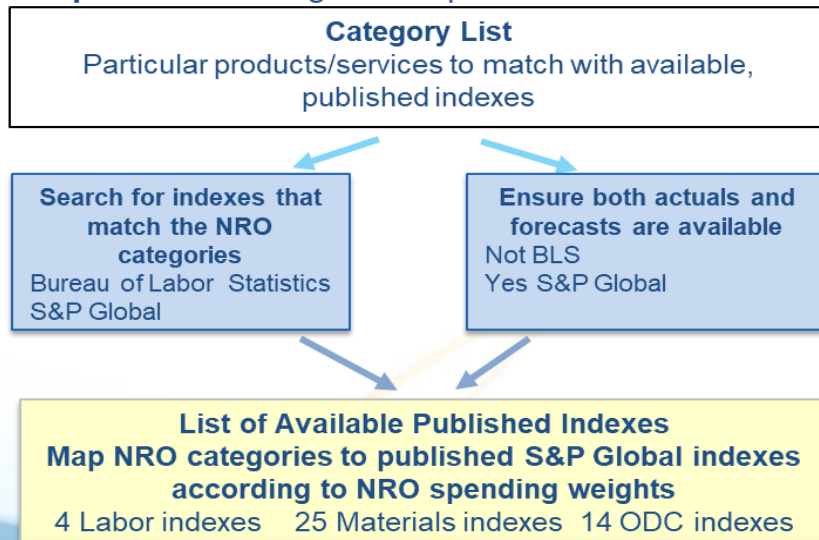 Category List
Particular products/services to match with available,
published indexes
Search for indexes that
match the NRO
categories
Bureau of Labor Statistics
S&P Global
Ensure both actuals and
forecasts are available
Not BLS
Yes S&P Global
List of Available Published Indexes
Map NRO categories to published S&P Global indexes
according to NRO spending weights
4 Labor indexes 25 Materials indexes 14 ODC indexes